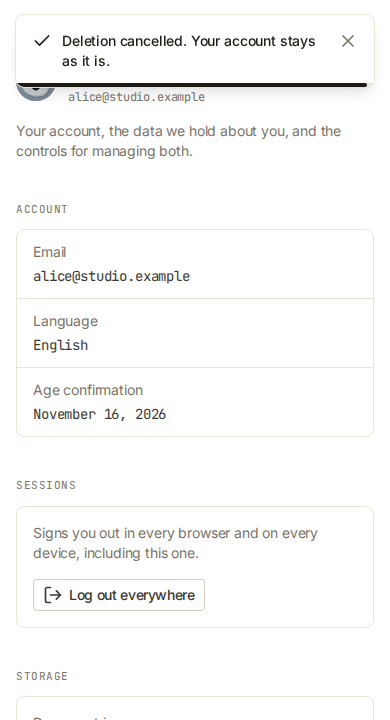 Deletion cancelled. Your account stays
as it is.
alice@studio.example
Your account, the data we hold about you, and the
controls for managing both.
ACCOUNT
Email
alice@studio.example
Language
English
Age confirmation
November 16, 2026
SESSIONS
Signs you out in every browser and on every
device, including this one.
Log out everywhere
STORAGE